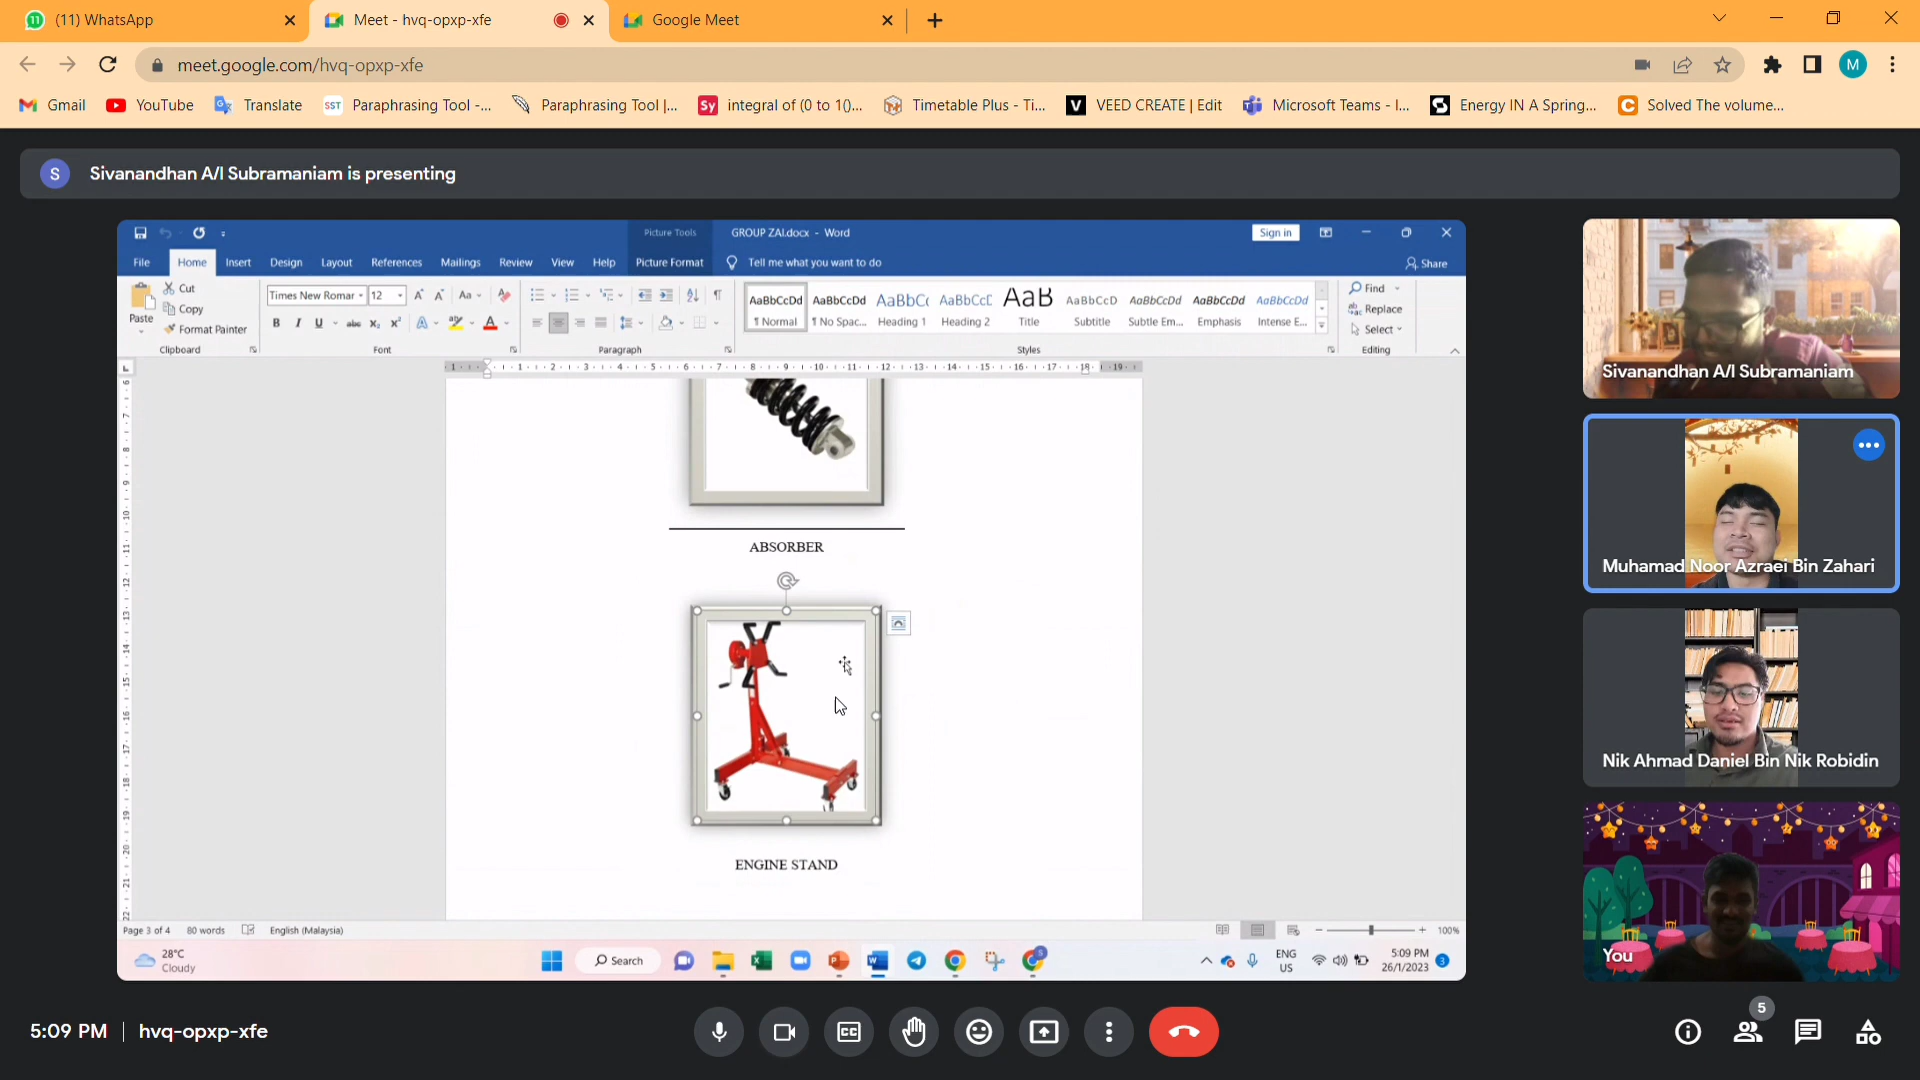 (11) WhatsApp
Meet - hvq-opxp-xfe
Google Meet
meet.google.com/hvq-opxp-xfe
M
Gmail
YouTube
Translate
SST Paraphrasing Tool -...
Paraphrasing Tool |...
Sy integral of (0 to 1()...
Timetable Plus - Ti...
V VEED CREATE | Edit
Microsoft Teams - l...
Energy IN A Spring...
C Solved The volume...
S Sivanandhan A/l Subramaniam is presenting
Picture Tools
GROUP ZAI.docx - Word
Sign in
File Home Insert Design Layout References Mailings Review View Help Picture Format Tell me what you want to do Share
Paste
Cut
Copy
Format Painter
Clipboard
Times New Romar 12
Font
Paragraph
AaBbCcDd AaBbCcDd AaBbCc AaBbCcD AaB AaBbCcD AaBbCcDd AaBbCcDd AaBbCcDd
¶ Normal ¶ No Spac... Heading 1 Heading 2 Title Subtitle Subtle Em... Emphasis Intense E...
Styles
Find
Replace
Select
Editing
ABSORBER
ENGINE STAND
Page 3 of 4 80 words English (Malaysia)
100%
28°C
Cloudy
Search
ENG
US
5:09 PM
26/1/2023
3
Sivanandhan A/l Subramaniam
Muhamad Noor Azraei Bin Zahari
Nik Ahmad Daniel Bin Nik Robidin
You
5:09 PM | hvq-opxp-xfe
5